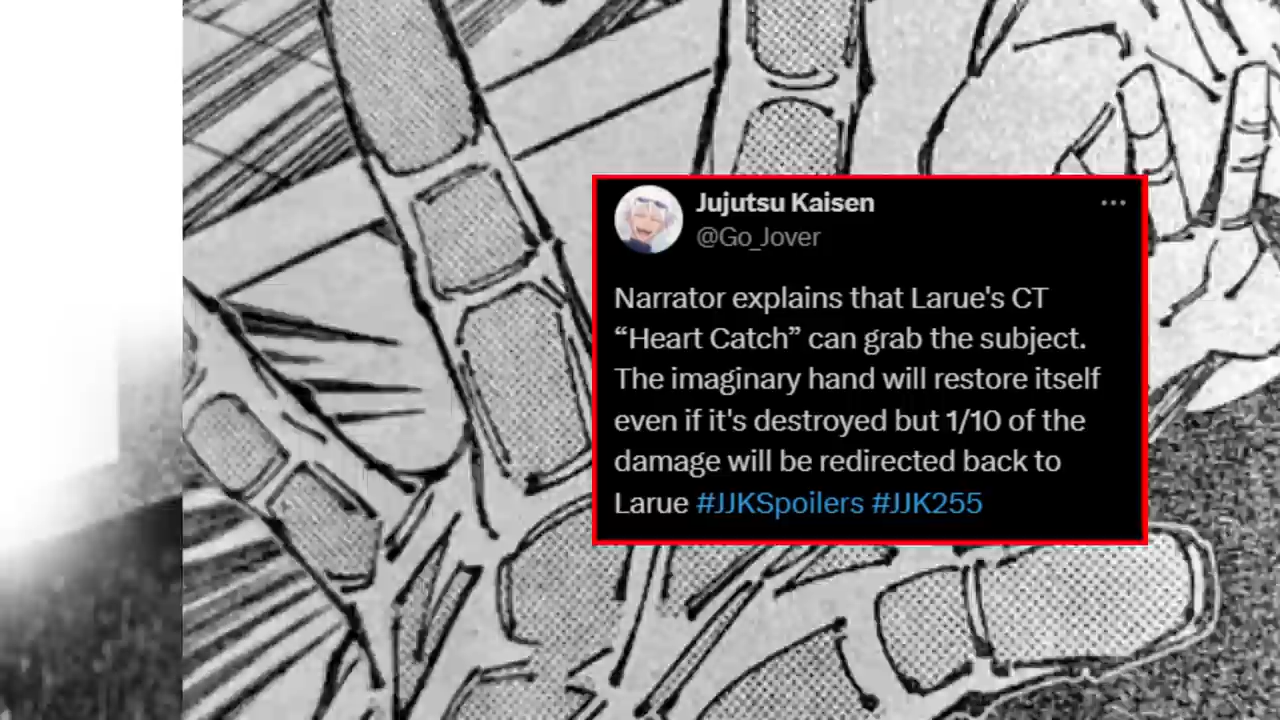 Jujutsu Kaisen
@Go_Jover
Narrator explains that Larue's CT
“Heart Catch” can grab the subject.
The imaginary hand will restore itself
even if it's destroyed but 1/10 of the
damage will be redirected back to
Larue #JJKSpoilers #JJK255